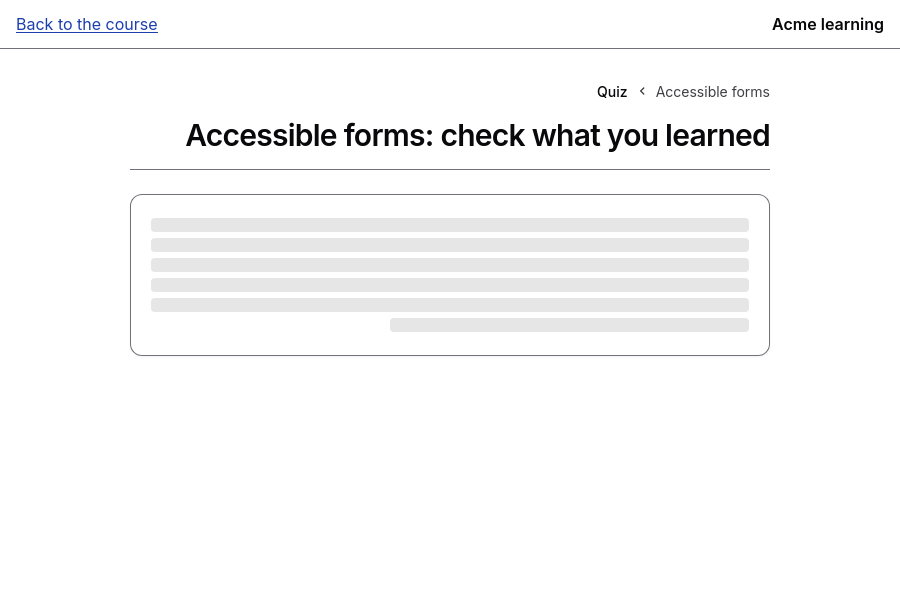 Acme learning
Back to the course
Accessible forms
Quiz
Accessible forms: check what you learned